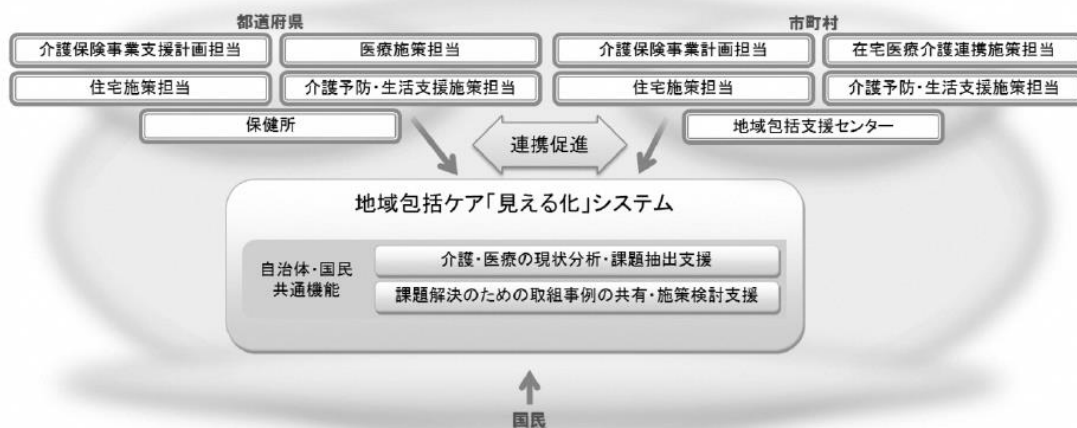 都道府県
市町村
介護保険事業支援計画担当
医療施策担当
介護保険事業計画担当
在宅医療介護連携施策担当
住宅施策担当
介護予防・生活支援施策担当
住宅施策担当
介護予防・生活支援施策担当
保健所
地域包括支援センター
連携促進
地域包括ケア「見える化」システム
自治体・国民
共通機能
介護・医療の現状分析・課題抽出支援
課題解決のための取組事例の共有・施策検討支援
国民